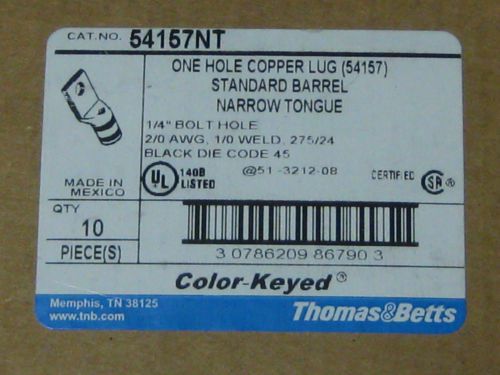 CAT.NO. 54157NT
ONE HOLE COPPER LUG (54157)
STANDARD BARREL
NARROW TONGUE
1/4" BOLT HOLE
2/0 AWG, 1/0 WELD, 275/24
BLACK DIE CODE 45
MADE IN
MEXICO
UL
140B
LISTED
@51-3212-08
CERTIFIED
SA ®
QTY
10
PIECE(S)
3 0786209 86790 3
Color-Keyed®
Memphis, TN 38125
www.tnb.com
Thomas&Betts